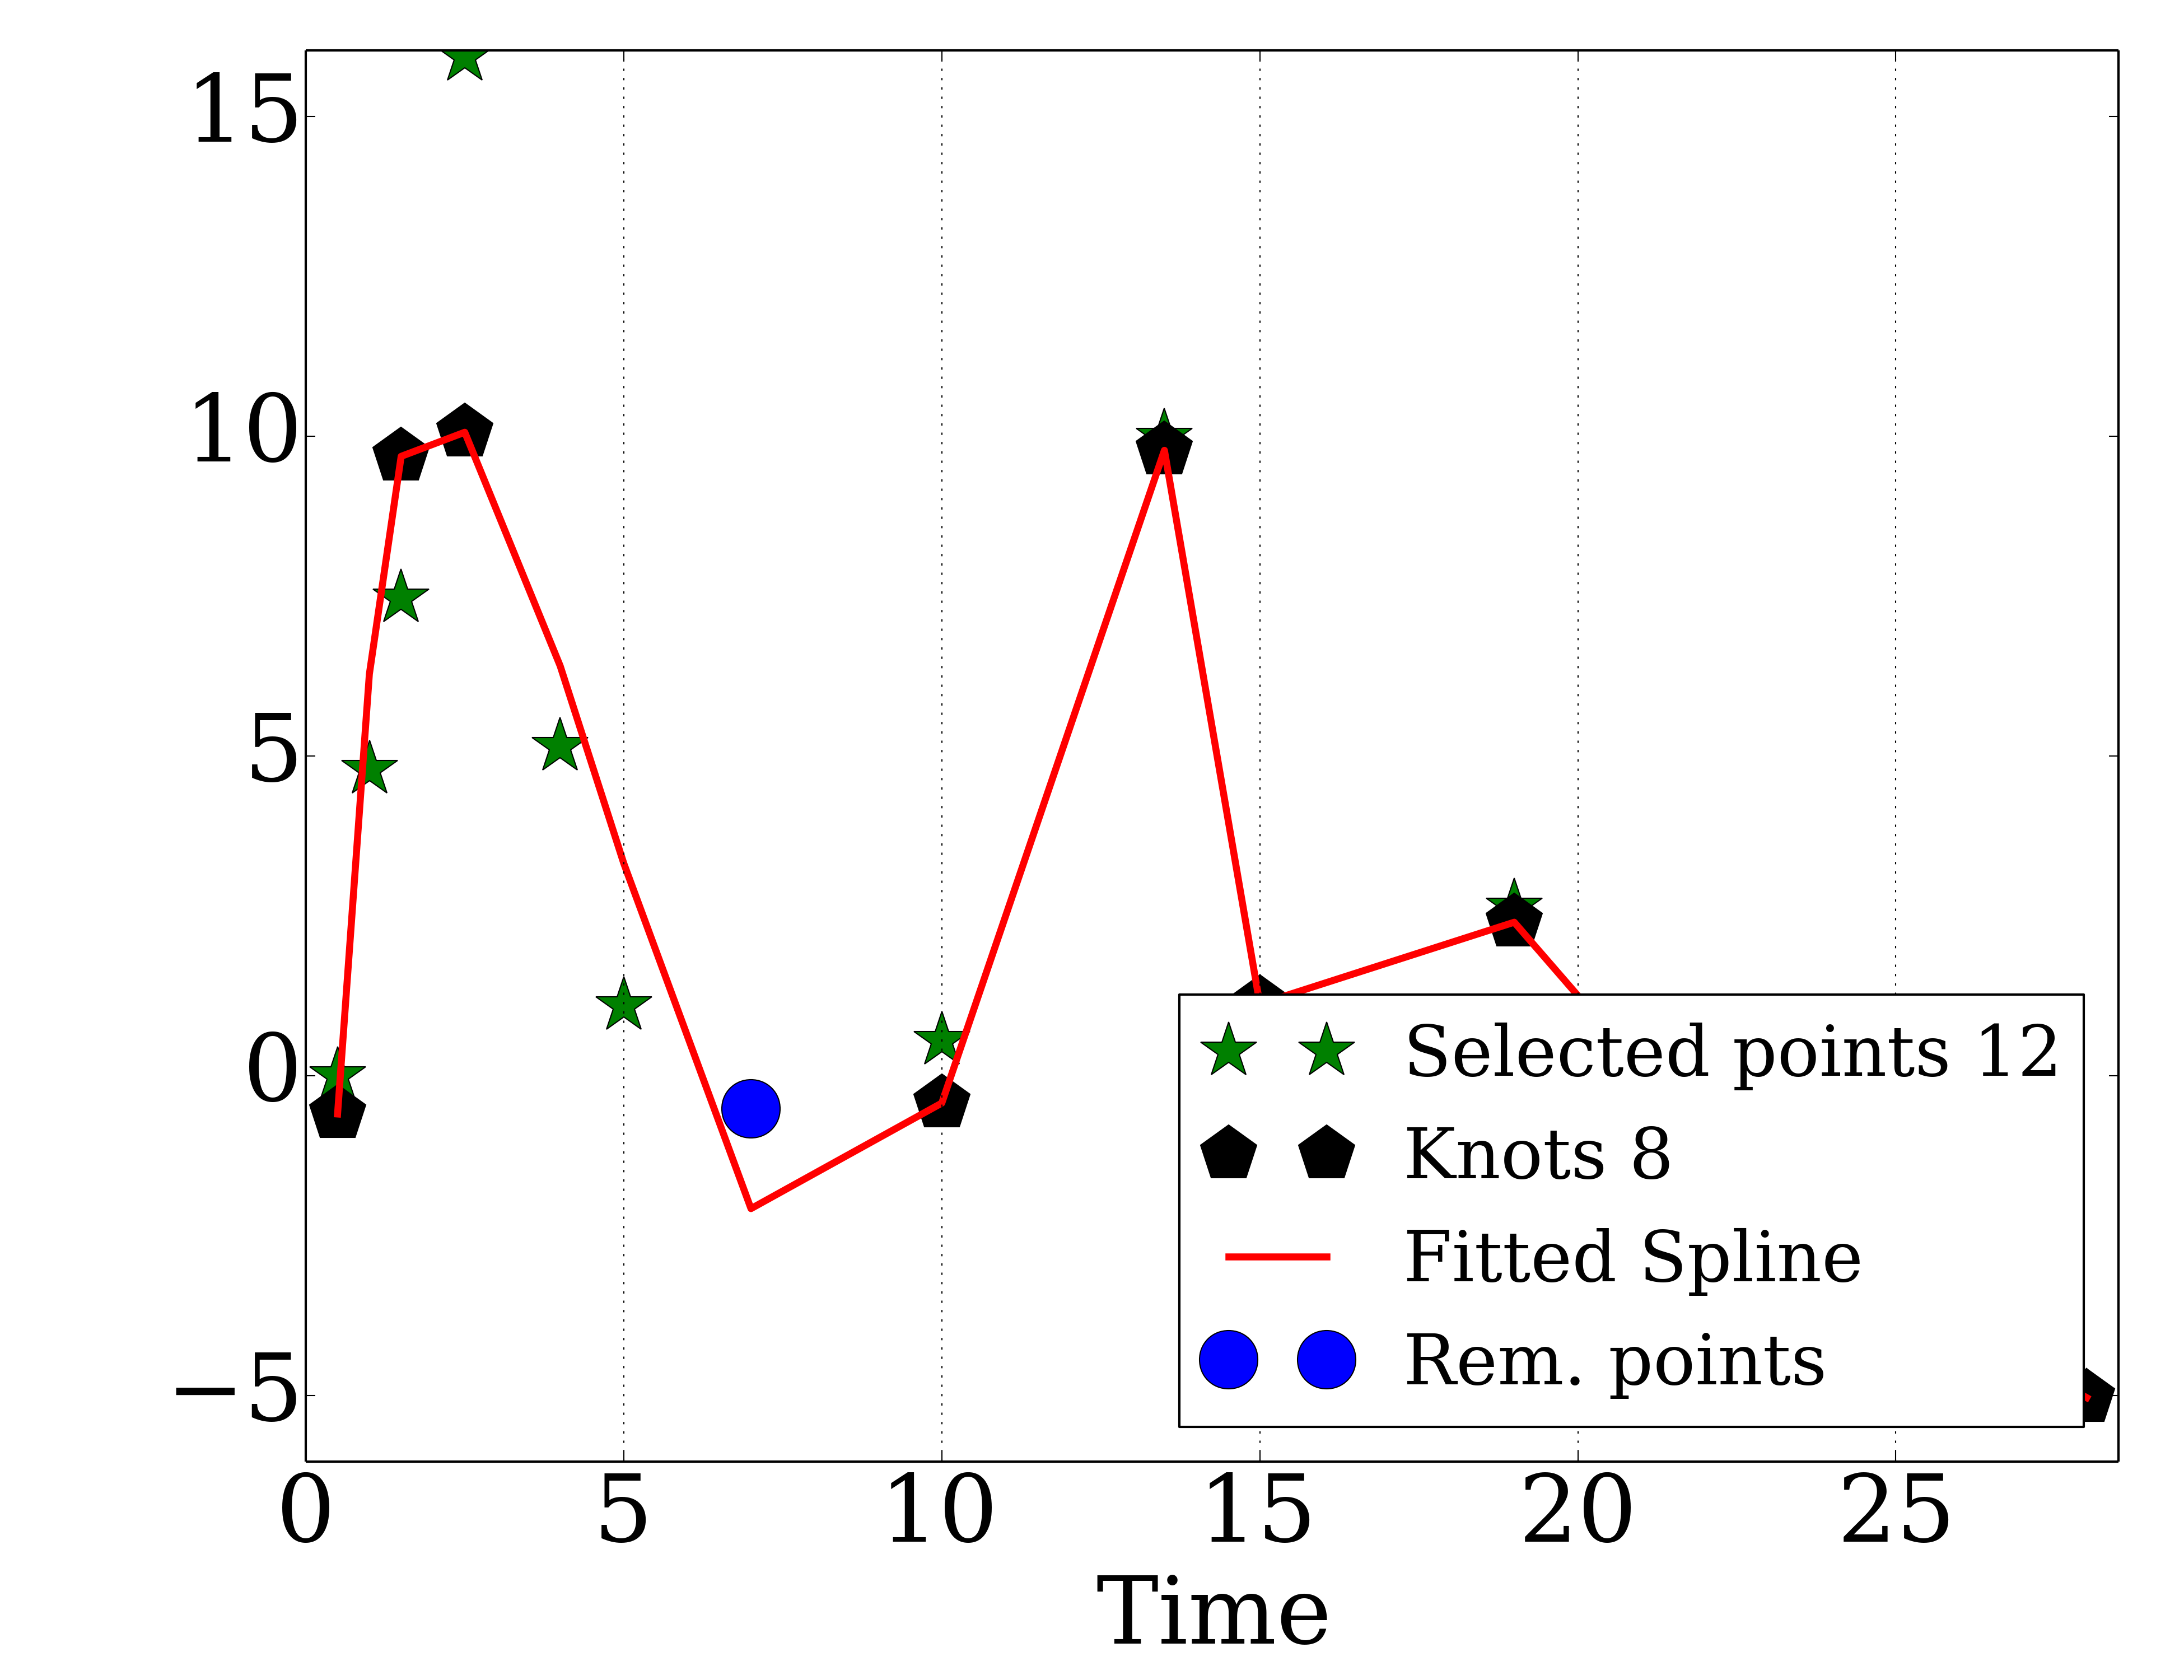 15
10
5
0
−5
Selected points 12
Knots 8
Fitted Spline
Rem. points
0 5 10 15 20 25
Time